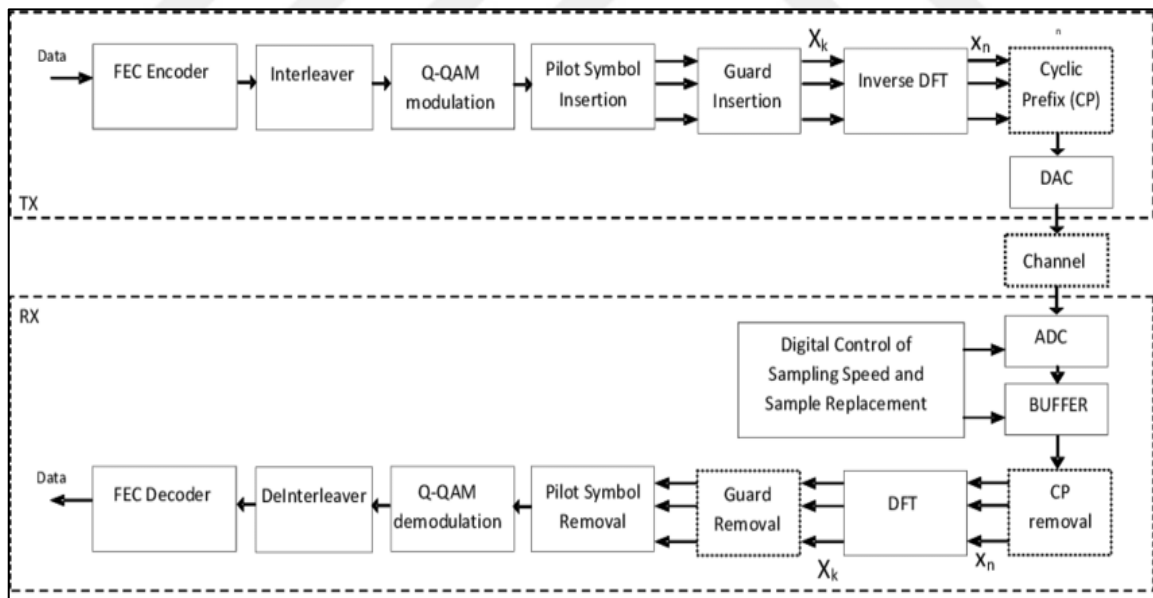 Data
FEC Encoder
Interleaver
Q-QAM
modulation
Pilot Symbol
Insertion
Guard
Insertion
Xk
Inverse DFT
xn
n
Cyclic
Prefix (CP)
DAC
TX
Channel
RX
ADC
Digital Control of
Sampling Speed and
Sample Replacement
BUFFER
Data
FEC Decoder
DeInterleaver
Q-QAM
demodulation
Pilot Symbol
Removal
Guard
Removal
Xk
DFT
xn
CP
removal